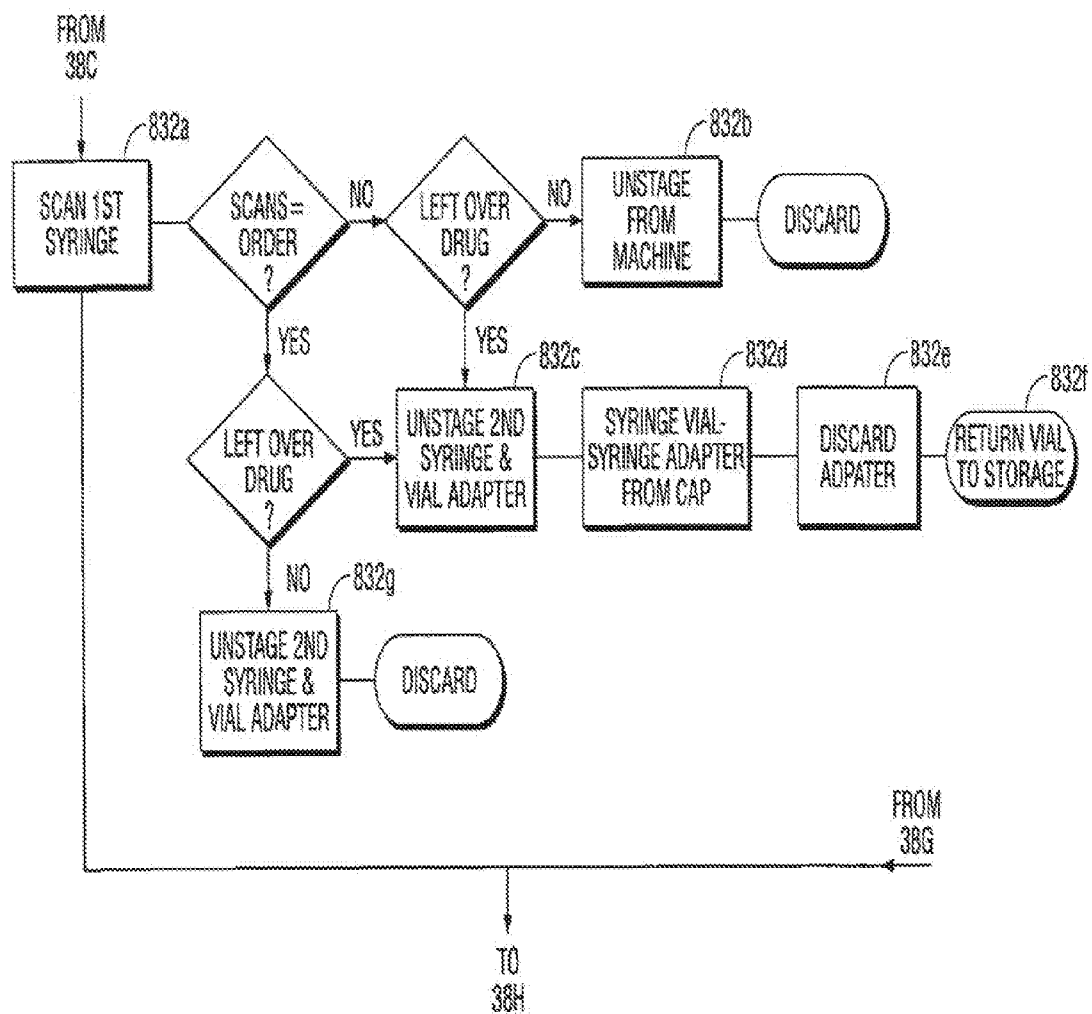 FROM
38C
832a
SCAN 1ST
SYRINGE
SCANS=
ORDER
?
NO
LEFT OVER
DRUG
?
NO
832b
UNSTAGE
FROM
MACHINE
DISCARD
YES
YES
LEFT OVER
DRUG
?
YES
832c
UNSTAGE 2ND
SYRINGE &
VIAL ADAPTER
832d
SYRINGE VIAL-
SYRINGE ADAPTER
FROM CAP
832e
DISCARD
ADPATER
832f
RETURN VIAL
TO STORAGE
NO
832g
UNSTAGE 2ND
SYRINGE &
VIAL ADAPTER
DISCARD
FROM
38G
TO
38H